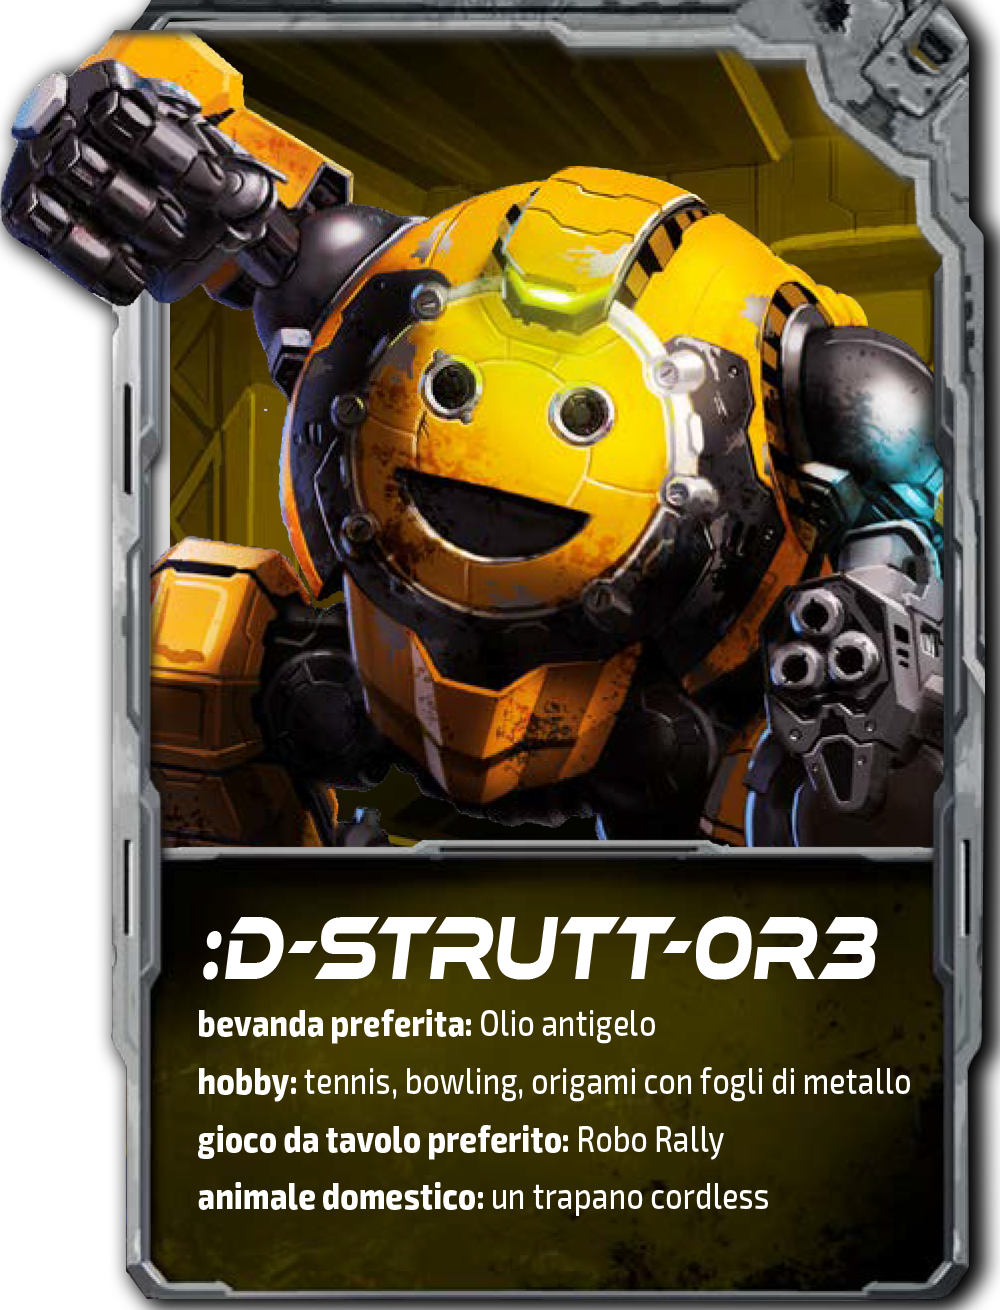 :D-STRUTT-OR3
bevanda preferita: Olio antigelo
hobby: tennis, bowling, origami con fogli di metallo
gioco da tavolo preferito: Robo Rally
animale domestico: un trapano cordless